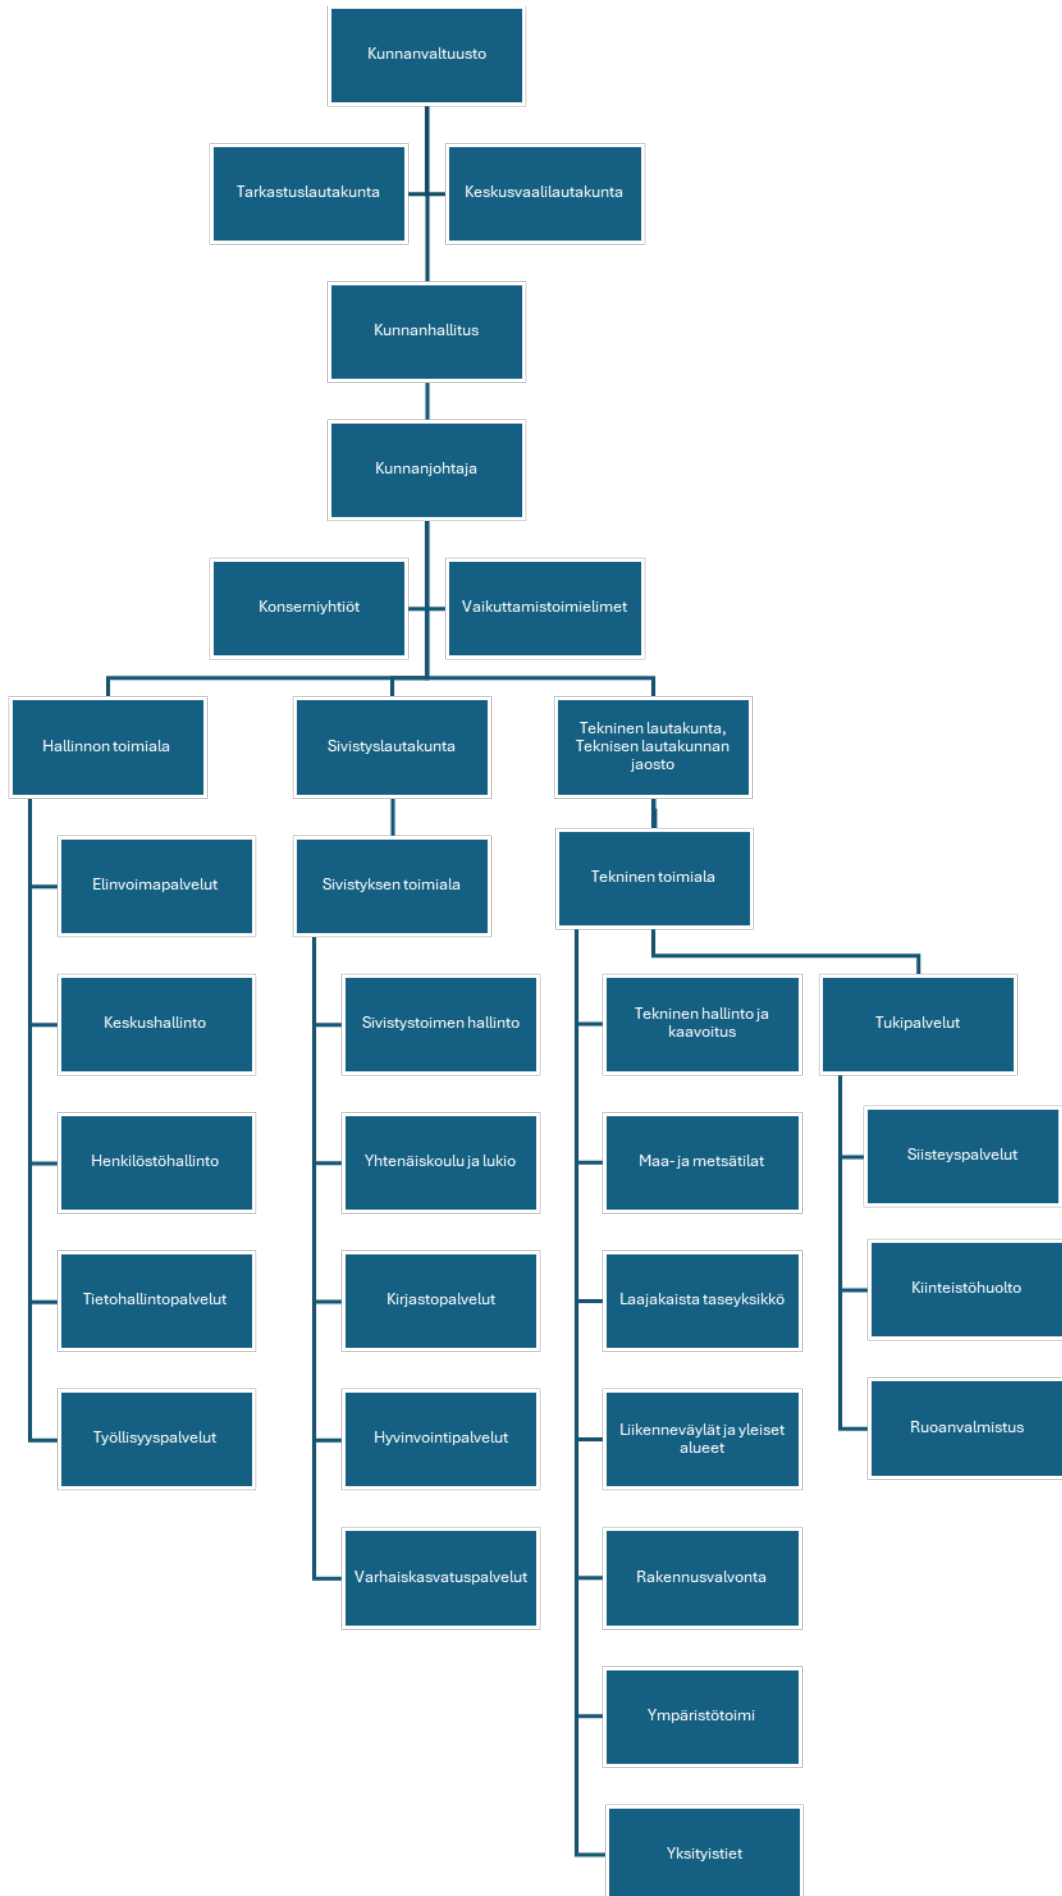 Kunnanvaltuusto
Tarkastuslautakunta
Keskusvaalilautakunta
Kunnanhallitus
Kunnanjohtaja
Konserniyhtiöt
Vaikuttamistoimielimet
Hallinnon toimiala
Sivistyslautakunta
Tekninen lautakunta,
Teknisen lautakunnan
jaosto
Elinvoimapalvelut
Keskushallinto
Henkilöstöhallinto
Tietohallintopalvelut
Työllisyyspalvelut
Sivistyksen toimiala
Sivistystoimen hallinto
Yhtenäiskoulu ja lukio
Kirjastopalvelut
Hyvinvointipalvelut
Varhaiskasvatuspalvelut
Tekninen toimiala
Tekninen hallinto ja
kaavoitus
Maa- ja metsätilat
Laajakaista taseyksikkö
Liikenneväylät ja yleiset
alueet
Rakennusvalvonta
Ympäristötoimi
Yksityistiet
Tukipalvelut
Siisteyspalvelut
Kiinteistöhuolto
Ruoanvalmistus